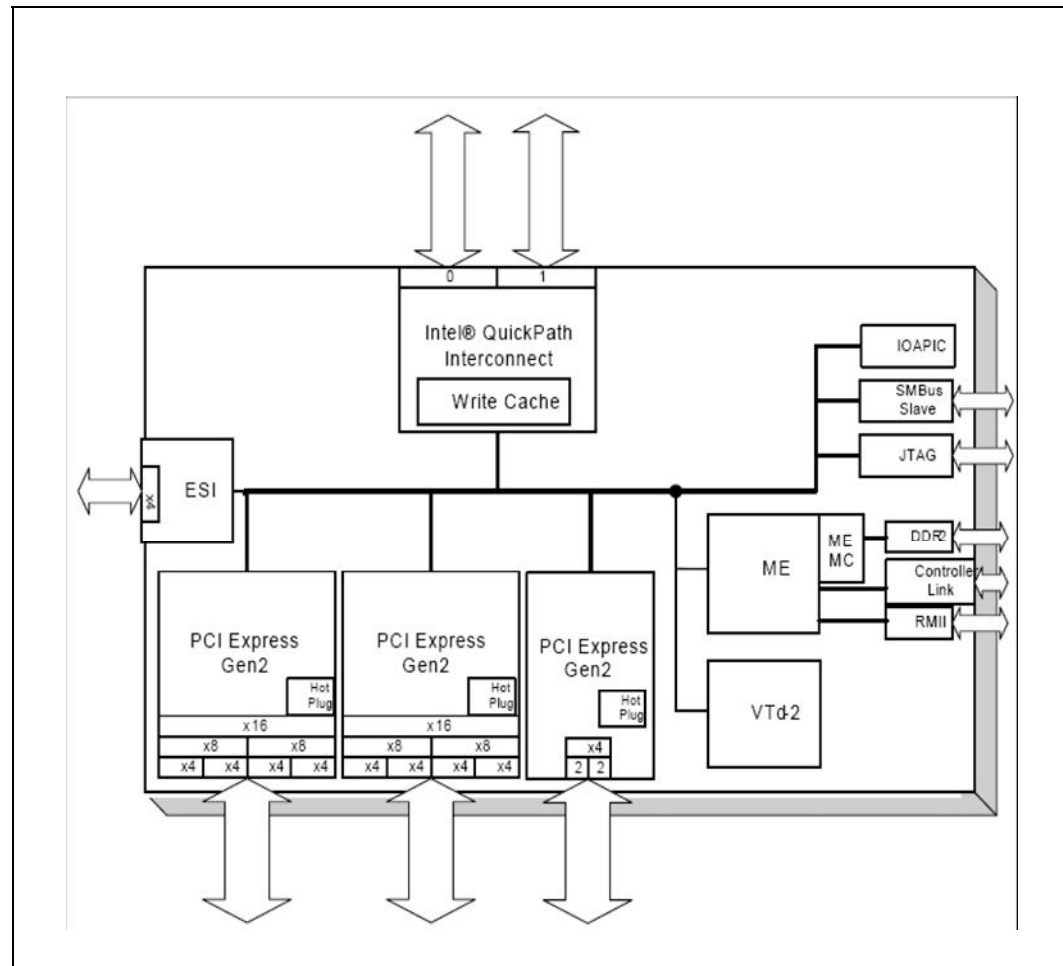 0 1
Intel® QuickPath
Interconnect
Write Cache
IOAPIC
SMBus
Slave
JTAG
ESI
x4
ME
ME
MC
DDR2
Controller
Link
RMII
VTd-2
PCI Express
Gen2
Hot
Plug
x16
x8 x8
x4 x4 x4 x4
PCI Express
Gen2
Hot
Plug
x16
x8 x8
x4 x4 x4 x4
PCI Express
Gen2
Hot
Plug
x4
2 2